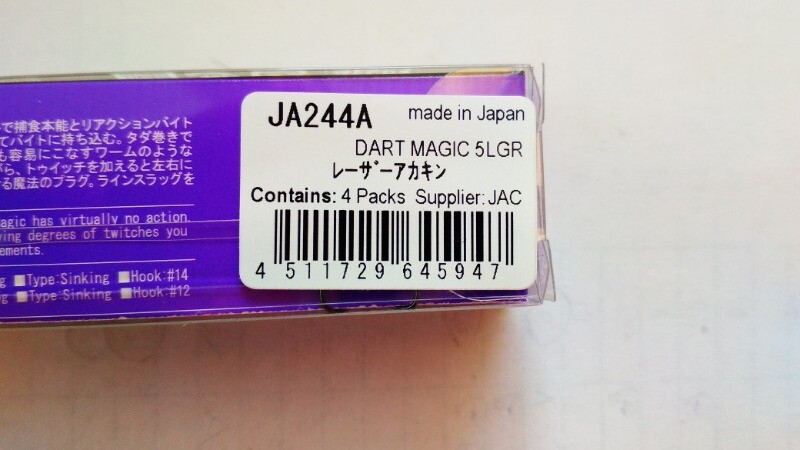 で捕食本能とリアクションバイト
てバイトに持ち込む。タダ巻きで
も容易にこなすワームのような
がら、トゥイッチを加えると左右に
る魔法のプラグ。ラインスラッグを
agic has virtually no action.
ying degrees of twitches you
ements.
g ■Type:Sinking ■Hook:#14
g ■Type:Sinking ■Hook:#12
JA244A made in Japan
DART MAGIC 5LGR
レーザーアカキン
Contains: 4 Packs Supplier: JAC
4 511729 645947